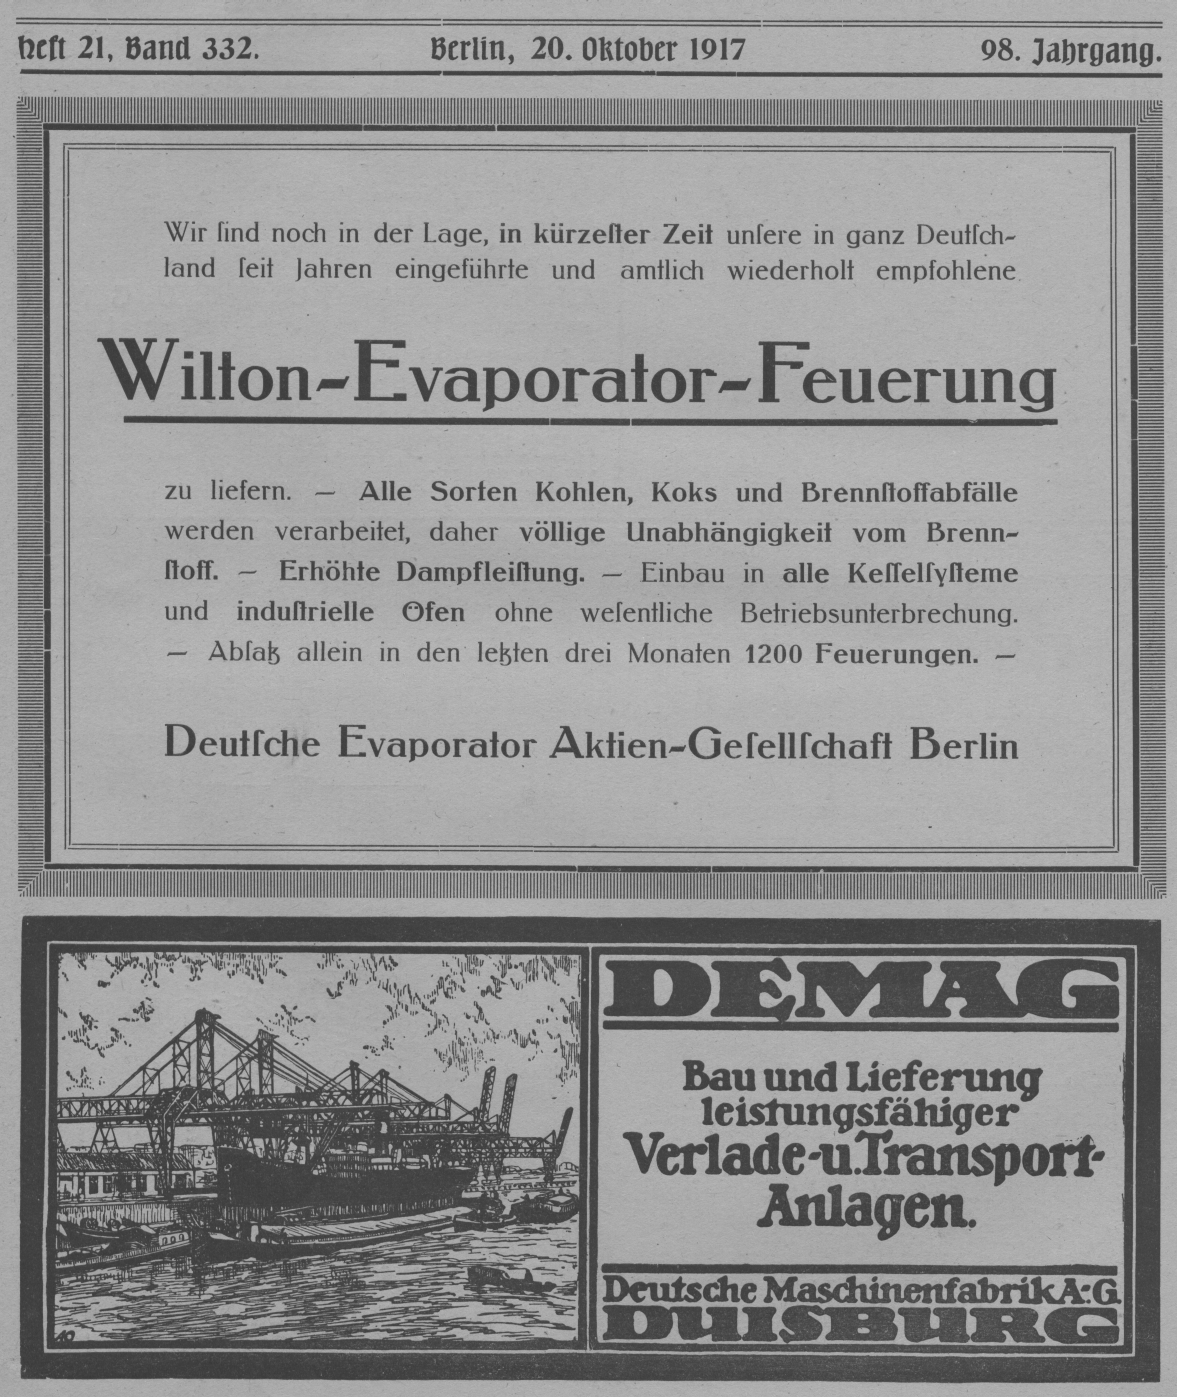 Heft 21, Band 332.
Berlin, 20. Oktober 1917
98. Jahrgang.
Wir ſind noch in der Lage, in kürzeſter Zeit unſere in ganz Deutſch-
land ſeit Jahren eingeführte und amtlich wiederholt empfohlene
Wilton-Evaporator-Feuerung
zu liefern. — Alle Sorten Kohlen, Koks und Brennſtoffabfälle
werden verarbeitet, daher völlige Unabhängigkeit vom Brenn-
ſtoff. — Erhöhte Dampfleiſtung. — Einbau in alle Keſſelſyſteme
und induſtrielle Öfen ohne weſentliche Betriebsunterbrechung.
— Abſatz allein in den letzten drei Monaten 1200 Feuerungen. —
Deutſche Evaporator Aktien-Geſellſchaft Berlin
DEMAG
Bau und Lieferung
leistungsfähiger
Verlade-u.Transport-
Anlagen.
Deutsche Maschinenfabrik A.-G.
DUISBURG